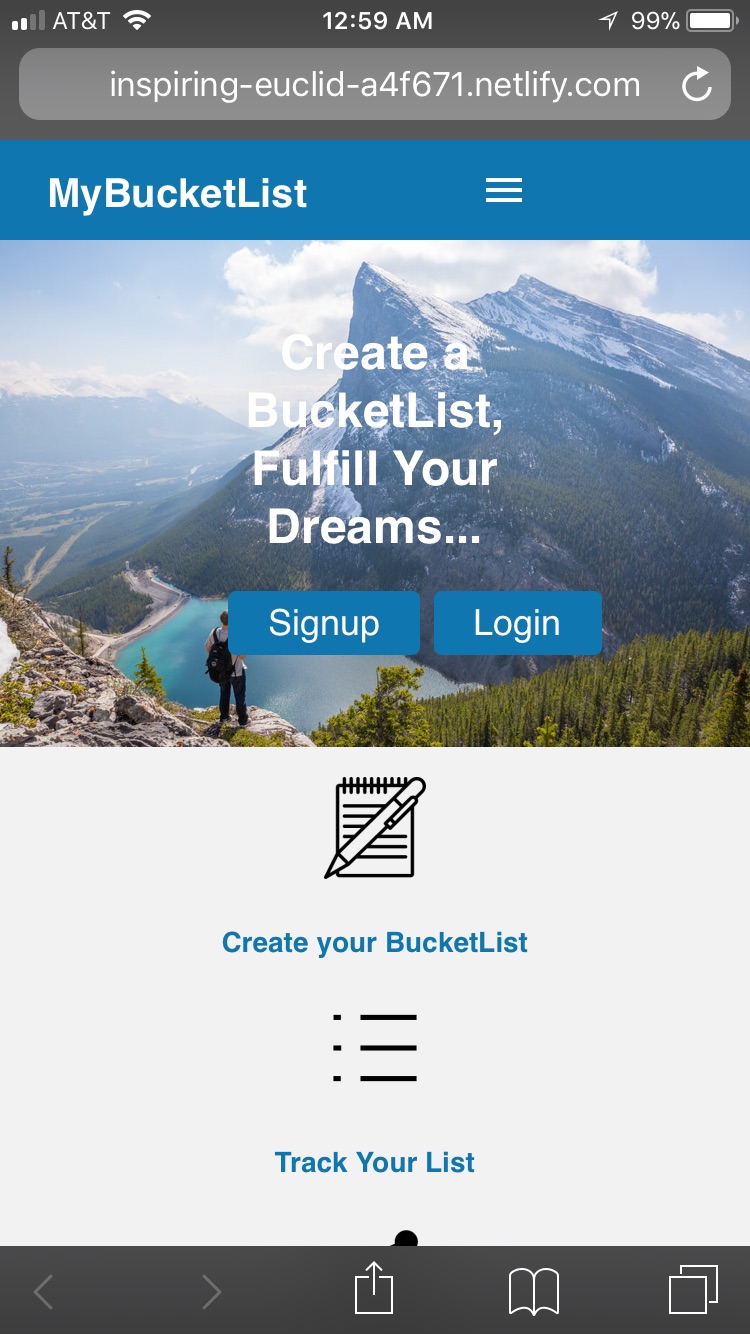 AT&T 12:59 AM 99%
inspiring-euclid-a4f671.netlify.com
MyBucketList
Create a
BucketList,
Fulfill Your
Dreams...
Signup Login
Create your BucketList
Track Your List